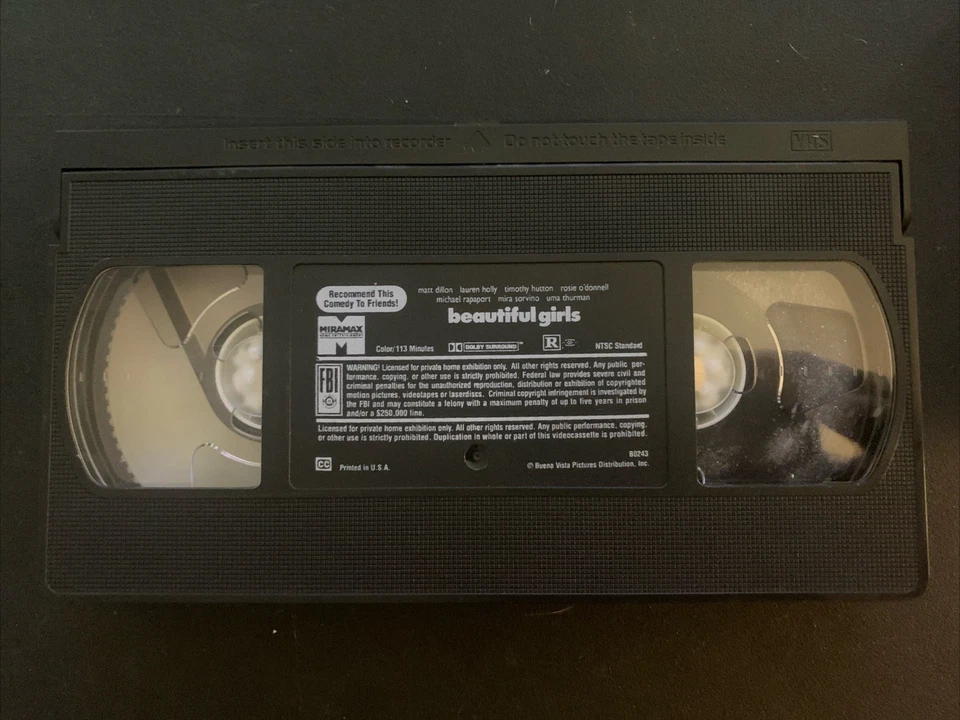 Insert this side into recorder △ Do not touch the tape inside VHS
Recommend This
Comedy To Friends!
matt dillon lauren holly timothy hutton rosie o'donnell
michael rapaport mira sorvino uma thurman
beautiful girls
MIRAMAX
HOME ENTERTAINMENT
M
Color/113 Minutes DOLBY SURROUND R NTSC Standard
FBI
WARNING! Licensed for private home exhibition only. All other rights reserved. Any public per-
formance, copying, or other use is strictly prohibited. Federal law provides severe civil and
criminal penalties for the unauthorized reproduction, distribution or exhibition of copyrighted
motion pictures, videotapes or laserdiscs. Criminal copyright infringement is investigated by
the FBI and may constitute a felony with a maximum penalty of up to five years in prison
and/or a $250,000 fine.
Licensed for private home exhibition only. All other rights reserved. Any public performance, copying,
or other use is strictly prohibited. Duplication in whole or part of this videocassette is prohibited.
80243
CC Printed in U.S.A. © Buena Vista Pictures Distribution, Inc.